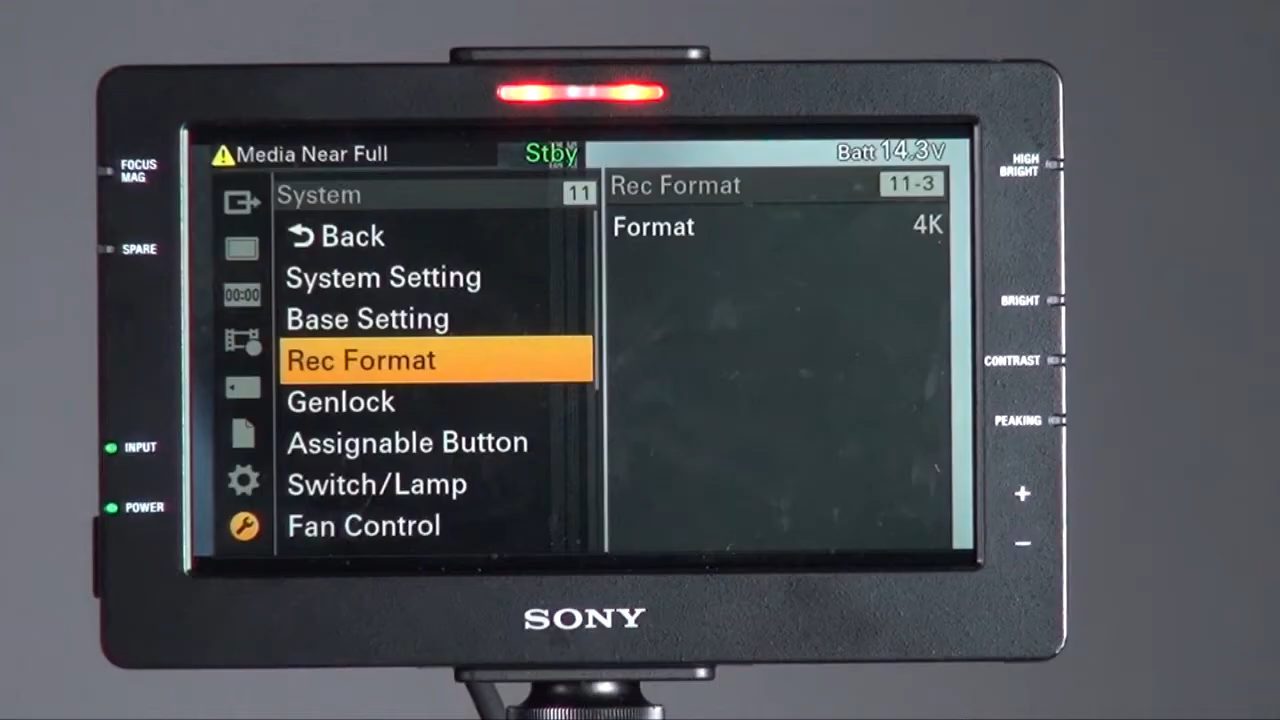 FOCUS
MAG
SPARE
INPUT
POWER
Media Near Full
Stby
Batt 14.3V
00:00
System 11
Back
System Setting
Base Setting
Rec Format
Genlock
Assignable Button
Switch/Lamp
Fan Control
Rec Format 11-3
Format 4K
HIGH
BRIGHT
BRIGHT
CONTRAST
PEAKING
+
−
SONY